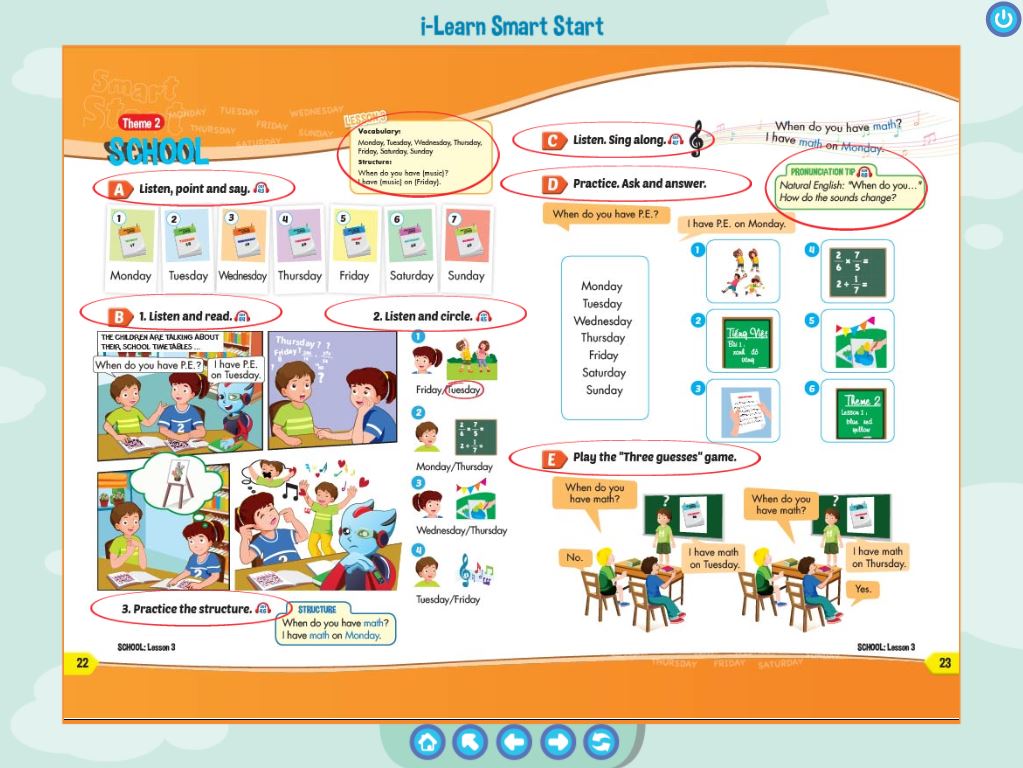 i-Learn Smart Start
Smart
Start
MONDAY TUESDAY WEDNESDAY
THURSDAY FRIDAY SUNDAY
Theme 2
SCHOOL
LESSON 3
Vocabulary:
Monday, Tuesday, Wednesday, Thursday,
Friday, Saturday, Sunday
Structure:
When do you have (music)?
I have (music) on (Friday).
A Listen, point and say.
1 2 3 4 5 6 7
Monday Tuesday Wednesday Thursday Friday Saturday Sunday
B 1. Listen and read.
THE CHILDREN ARE TALKING ABOUT
THEIR SCHOOL TIMETABLES ...
When do you have P.E.?
I have P.E.
on Tuesday.
Thursday? ?
Friday?
2. Listen and circle.
1
Friday/Tuesday
2
Monday/Thursday
3
Wednesday/Thursday
4
Tuesday/Friday
3. Practice the structure.
STRUCTURE
When do you have math?
I have math on Monday.
SCHOOL: Lesson 3
22
C Listen. Sing along.
When do you have math?
I have math on Monday.
D Practice. Ask and answer.
PRONUNCIATION TIP
Natural English: "When do you..."
How do the sounds change?
When do you have P.E.?
I have P.E. on Monday.
Monday
Tuesday
Wednesday
Thursday
Friday
Saturday
Sunday
1
2
Tiếng Việt
Bài 1:
xanh đỏ
vàng
3
4
2/6 x 7/5 =
2 ÷ 1/7 =
5
6
Theme 2
Lesson 1:
blue and
yellow
E Play the "Three guesses" game.
When do you
have math?
No.
I have math
on Tuesday.
When do you
have math?
I have math
on Thursday.
Yes.
SCHOOL: Lesson 3
THURSDAY FRIDAY SATURDAY
23